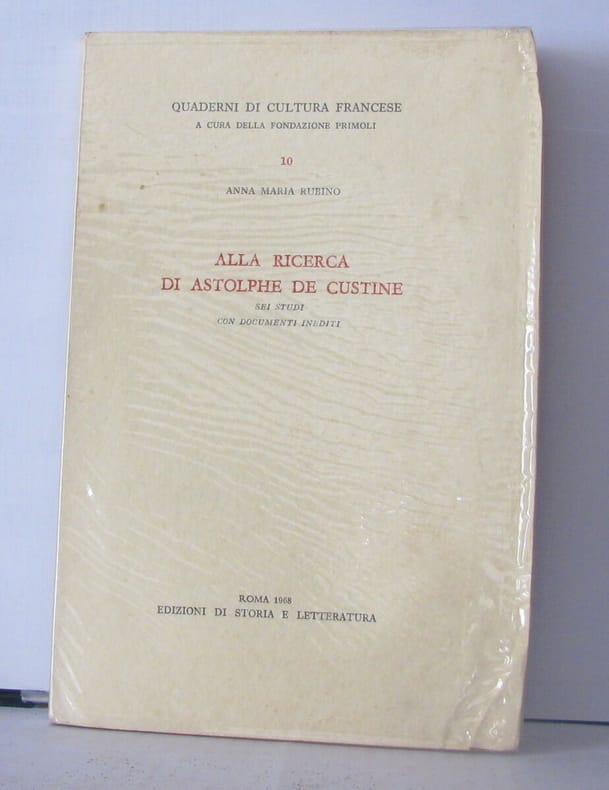 QUADERNI DI CULTURA FRANCESE
A CURA DELLA FONDAZIONE PRIMOLI
10
ANNA MARIA RUBINO
ALLA RICERCA
DI ASTOLPHE DE CUSTINE
SEI STUDI
CON DOCUMENTI INEDITI
ROMA 1968
EDIZIONI DI STORIA E LETTERATURA